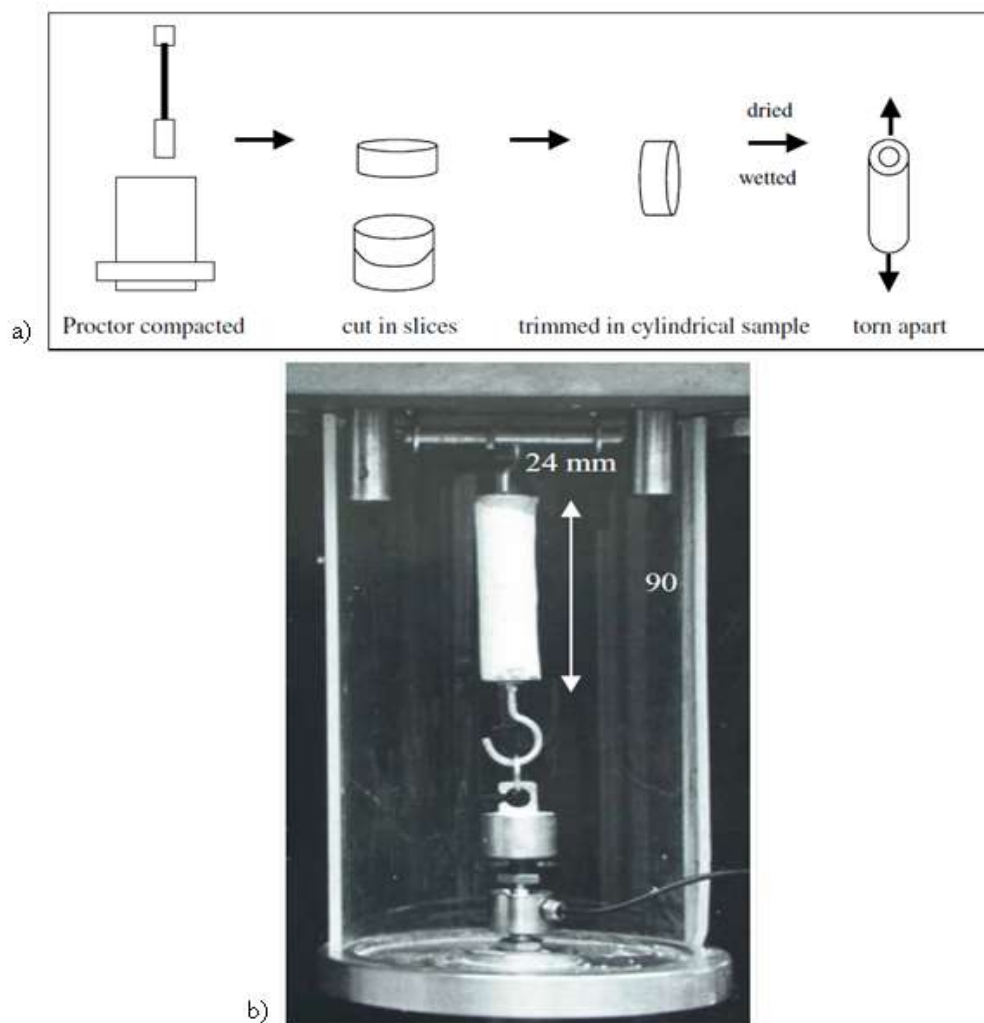 dried
wetted
Proctor compacted cut in slices trimmed in cylindrical sample torn apart
a)
24 mm
90
b)